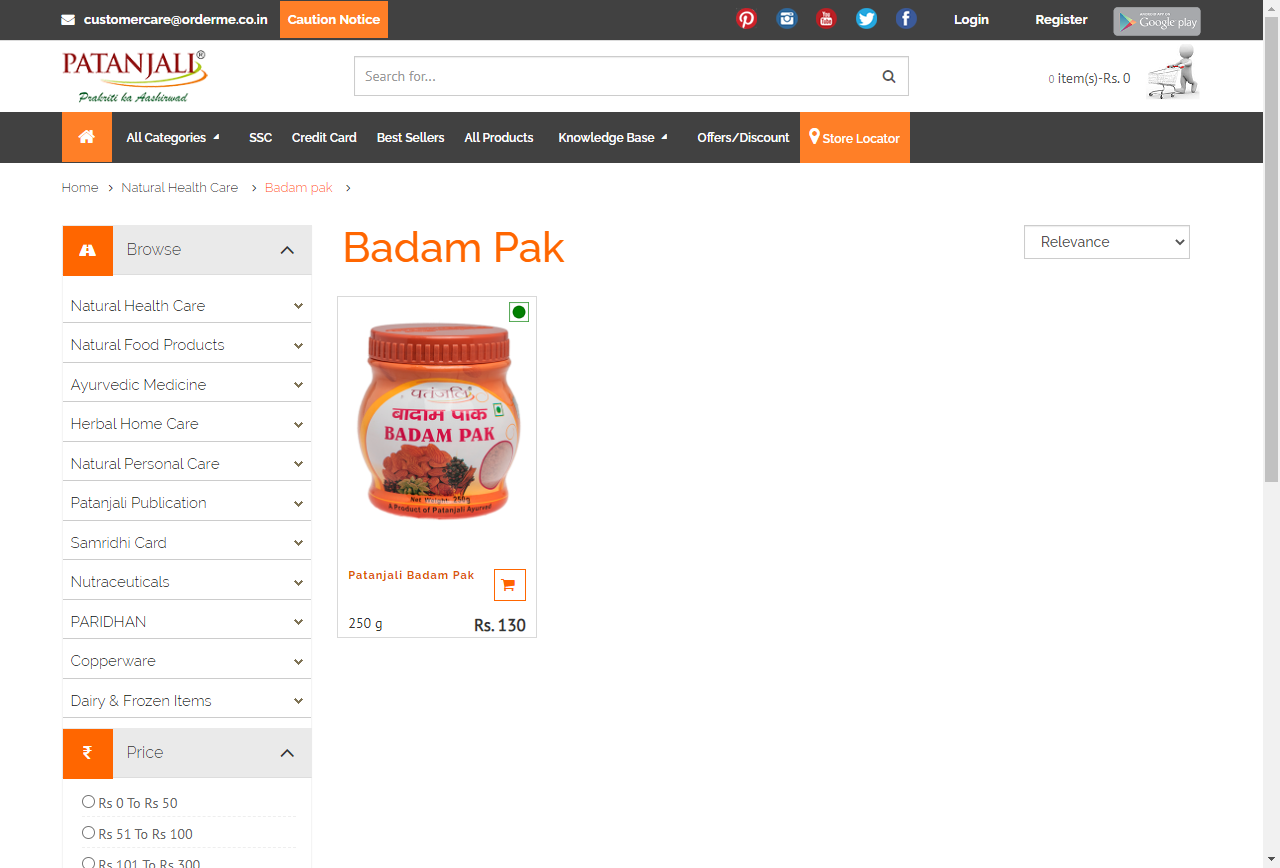 customercare@orderme.co.in Caution Notice Login Register ANDROID APP ON Google play
PATANJALI®
Prakriti ka Aashirwad
Search for...
0 item(s)-Rs. 0
All Categories SSC Credit Card Best Sellers All Products Knowledge Base Offers/Discount Store Locator
Home › Natural Health Care › Badam pak ›
Browse
Natural Health Care
Natural Food Products
Ayurvedic Medicine
Herbal Home Care
Natural Personal Care
Patanjali Publication
Samridhi Card
Nutraceuticals
PARIDHAN
Copperware
Dairy & Frozen Items
₹ Price
Rs 0 To Rs 50
Rs 51 To Rs 100
Rs 101 To Rs 300
Badam Pak
Relevance
पतंजलि®
बादाम पाक
BADAM PAK
Net Weight: 250g
A Product of Patanjali Ayurved
Patanjali Badam Pak
250 g Rs. 130